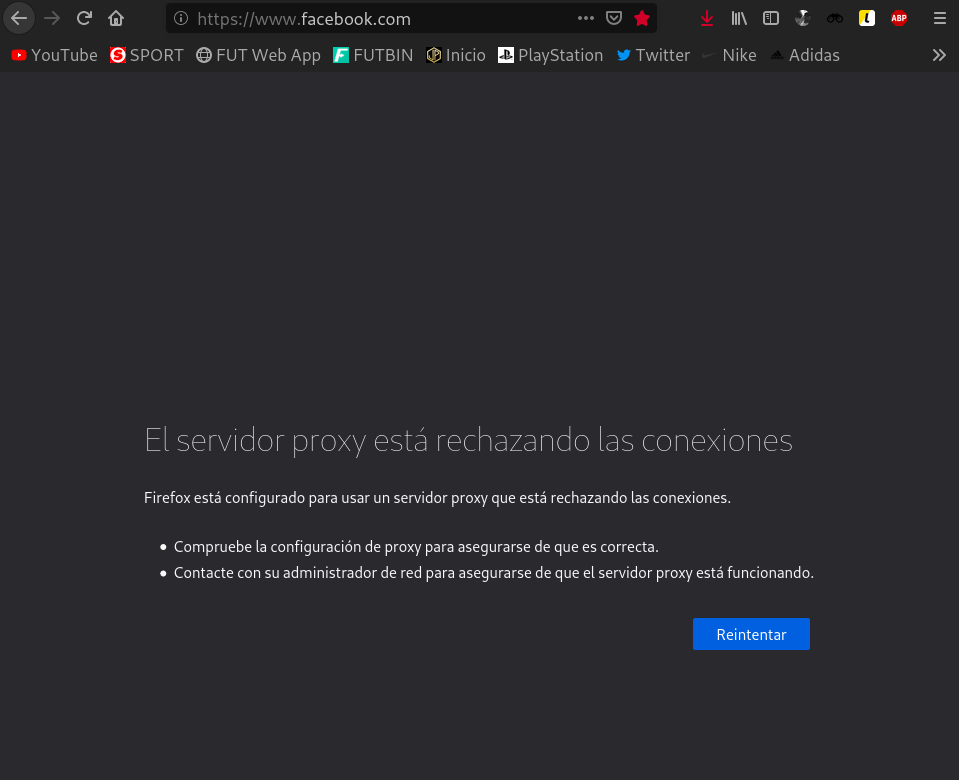 https://www.facebook.com
ABP
YouTube SPORT FUT Web App FUTBIN Inicio PlayStation Twitter Nike Adidas
El servidor proxy está rechazando las conexiones
Firefox está configurado para usar un servidor proxy que está rechazando las conexiones.
Compruebe la configuración de proxy para asegurarse de que es correcta.
Contacte con su administrador de red para asegurarse de que el servidor proxy está funcionando.
Reintentar